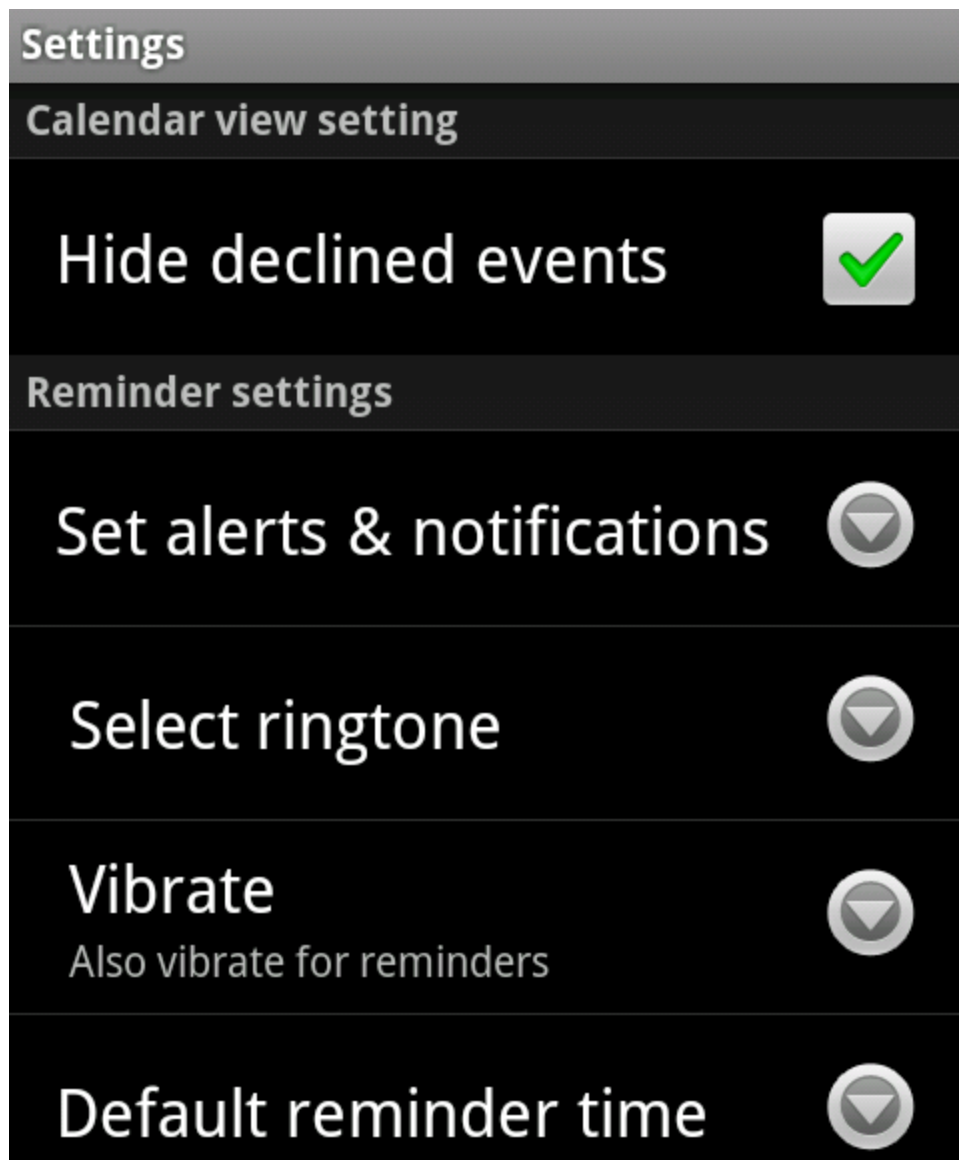 Settings
Calendar view setting
Hide declined events
Reminder settings
Set alerts & notifications
Select ringtone
Vibrate
Also vibrate for reminders
Default reminder time